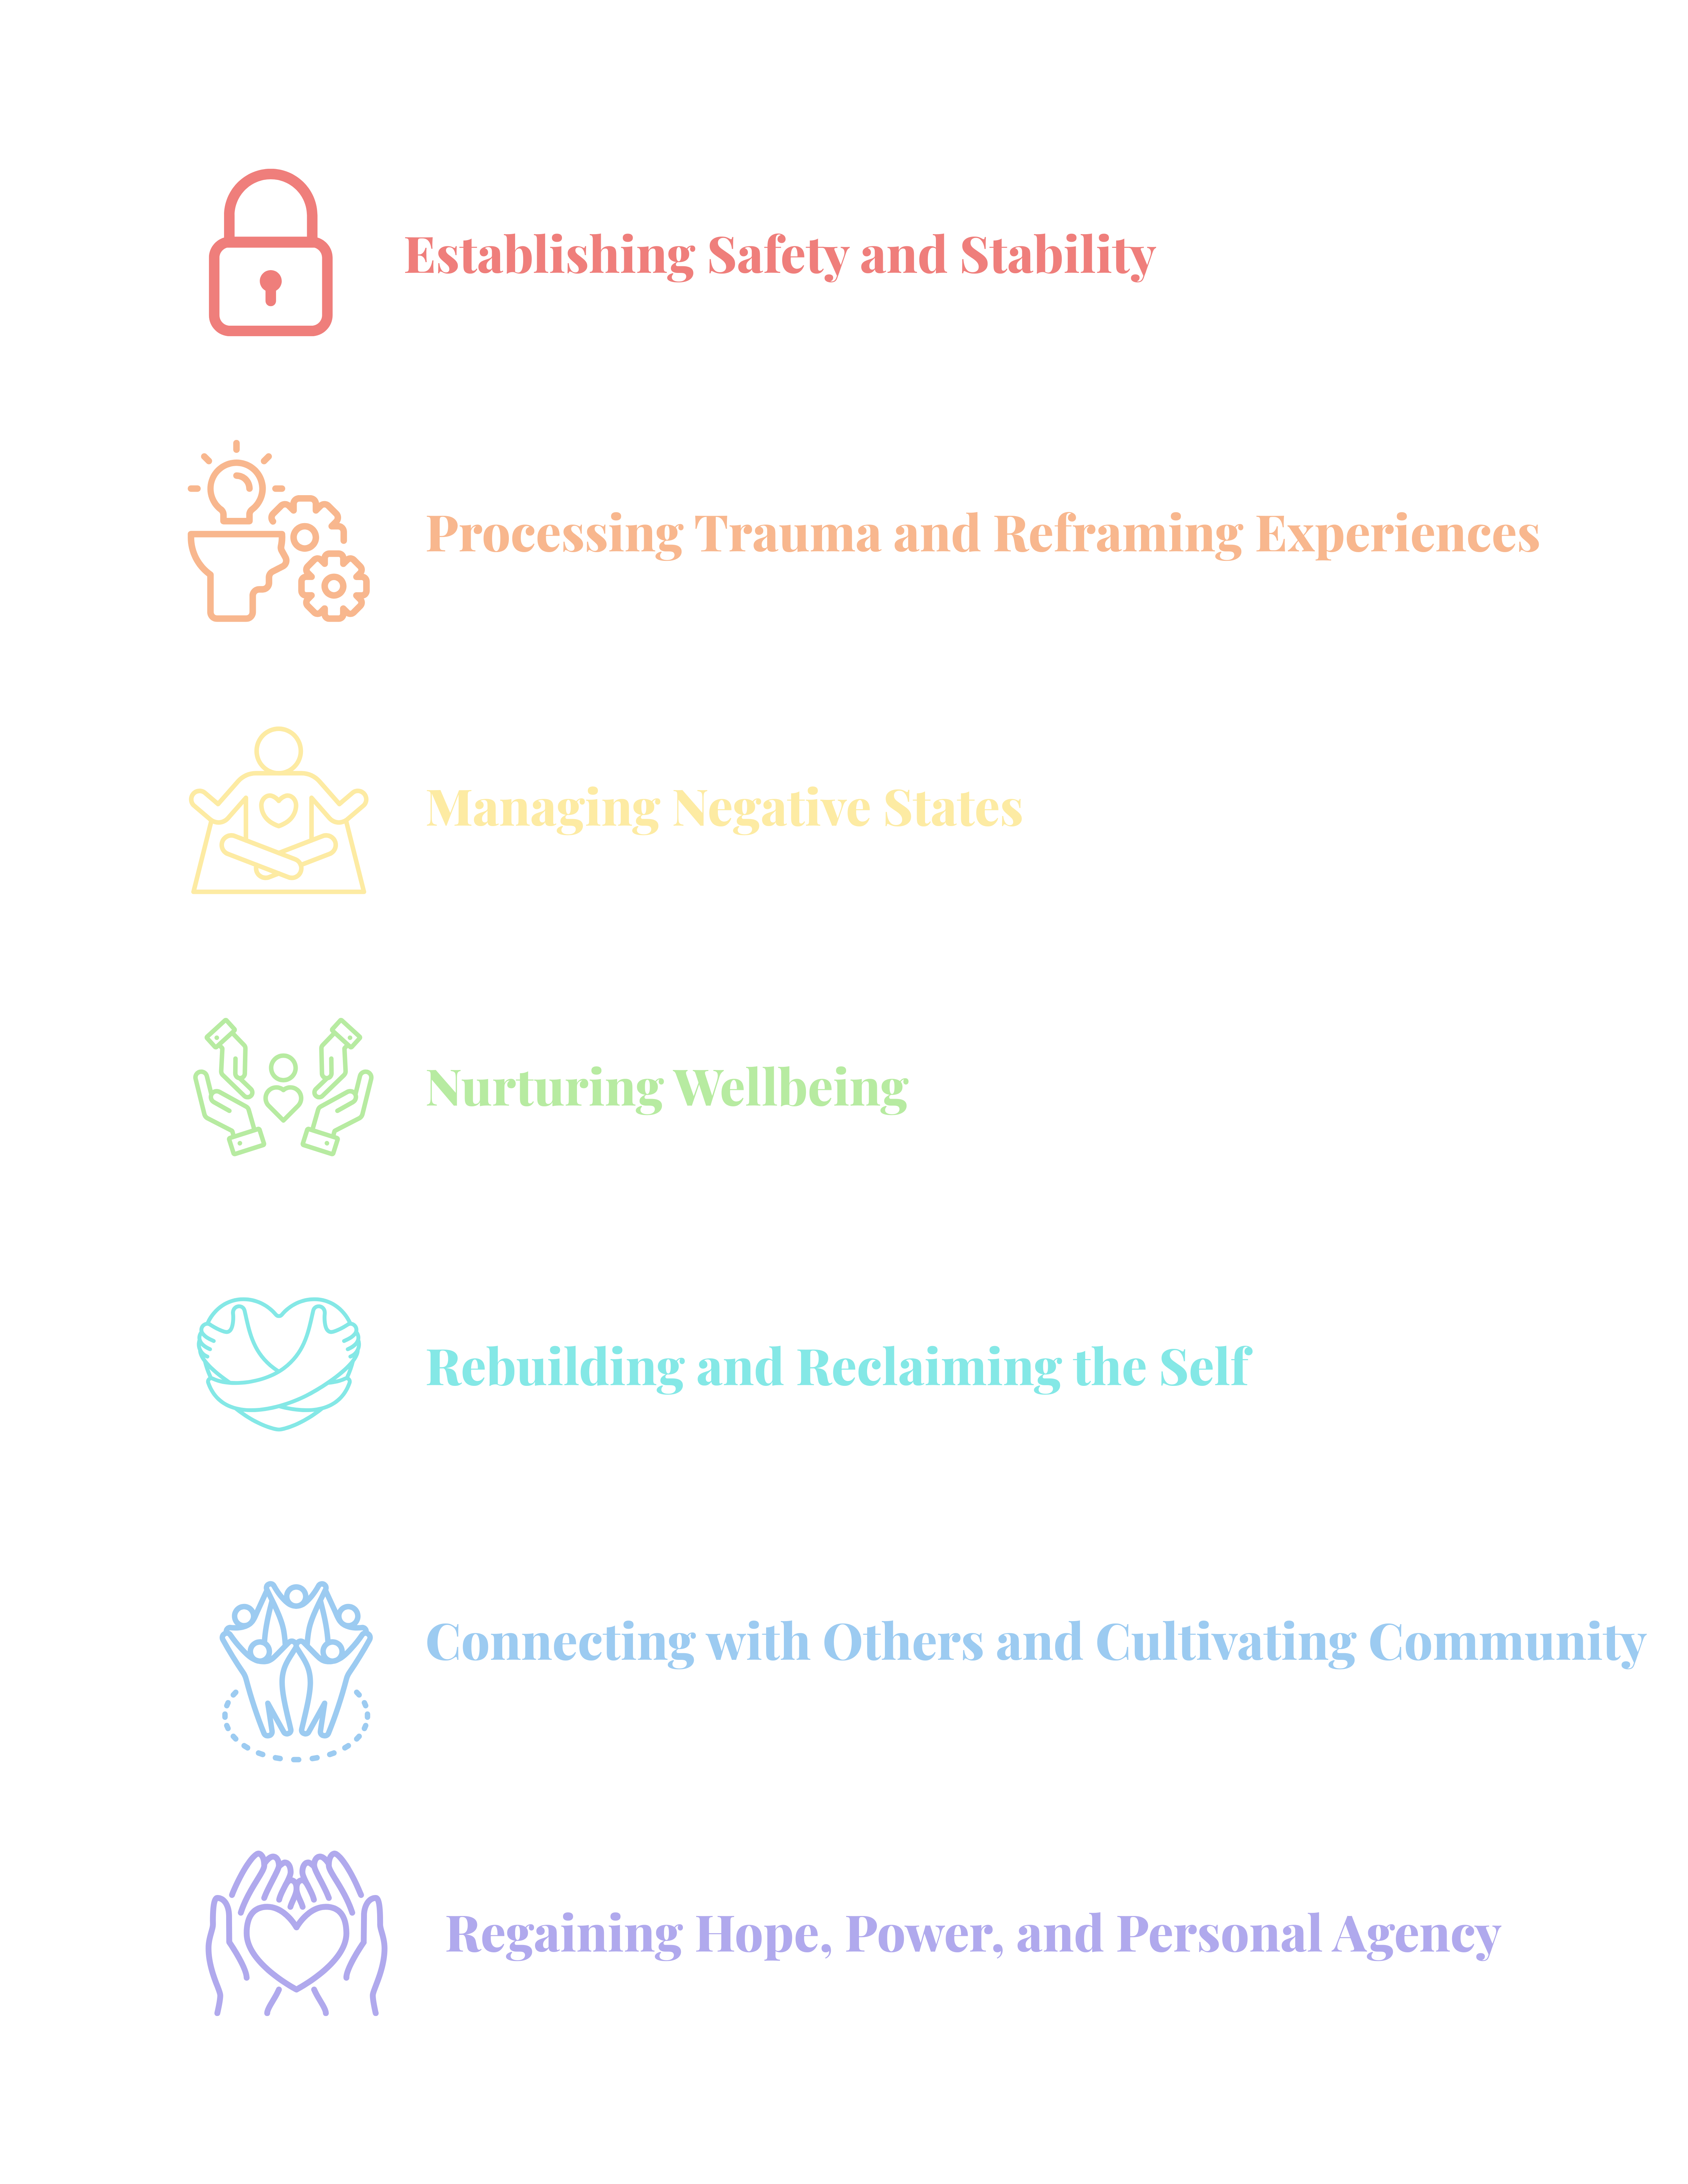 Establishing Safety and Stability
Processing Trauma and Reframing Experiences
Managing Negative States
Nurturing Wellbeing
Rebuilding and Reclaiming the Self
Connecting with Others and Cultivating Community
Regaining Hope, Power, and Personal Agency